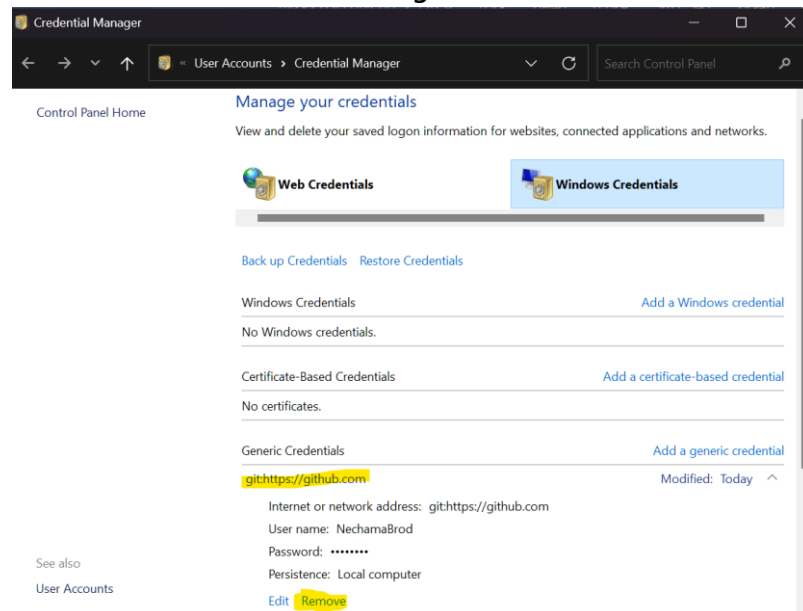 Credential Manager
« User Accounts › Credential Manager
Search Control Panel
Control Panel Home
Manage your credentials
View and delete your saved logon information for websites, connected applications and networks.
Web Credentials
Windows Credentials
Back up Credentials Restore Credentials
Windows Credentials Add a Windows credential
No Windows credentials.
Certificate-Based Credentials Add a certificate-based credential
No certificates.
Generic Credentials Add a generic credential
git:https://github.com Modified: Today
Internet or network address: git:https://github.com
User name: NechamaBrod
Password: ••••••••
Persistence: Local computer
Edit Remove
See also
User Accounts